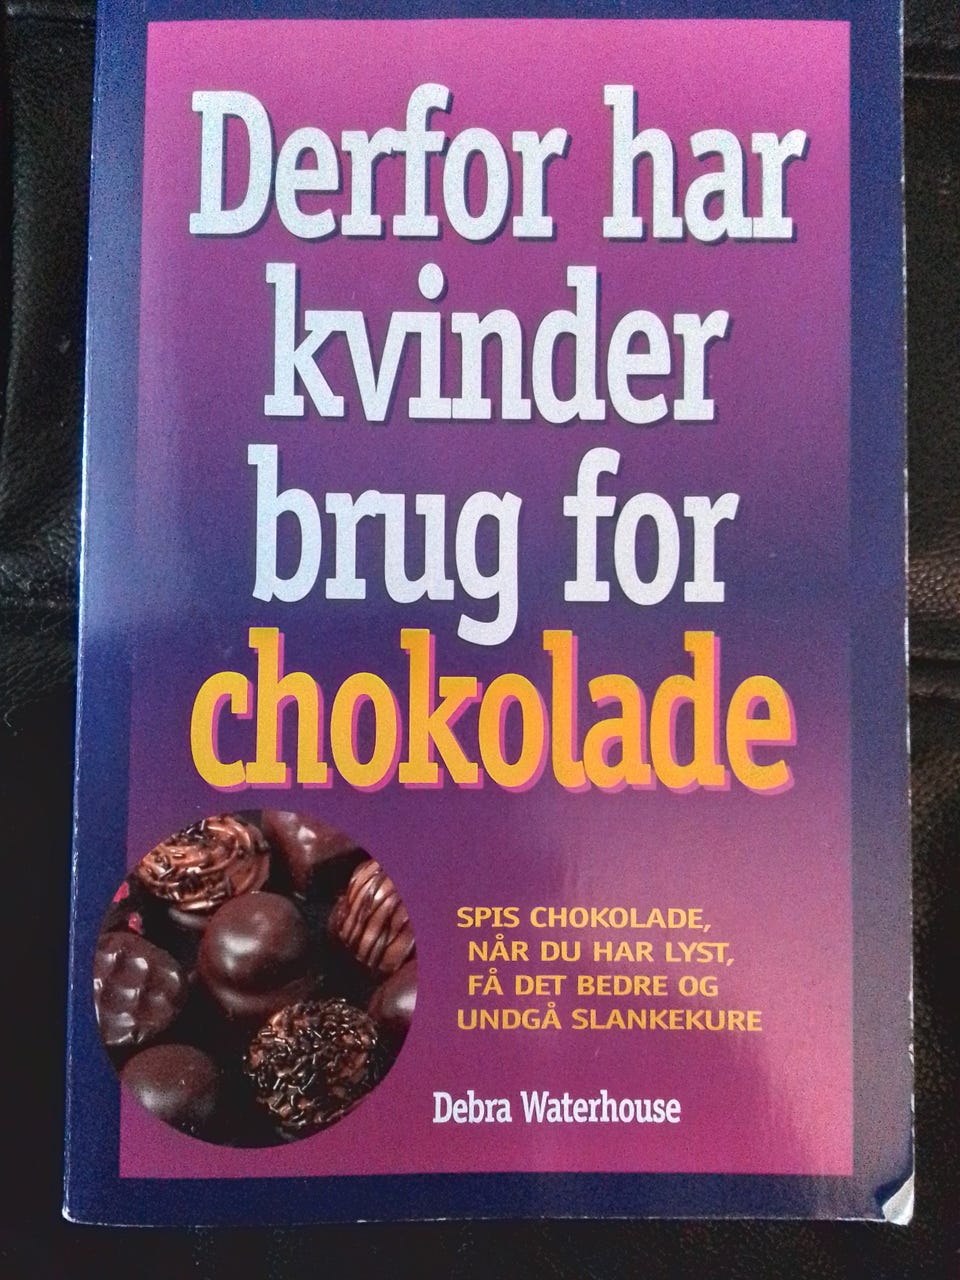 Derfor har
kvinder
brug for
chokolade
SPIS CHOKOLADE,
NÅR DU HAR LYST,
FÅ DET BEDRE OG
UNDGÅ SLANKEKURE
Debra Waterhouse